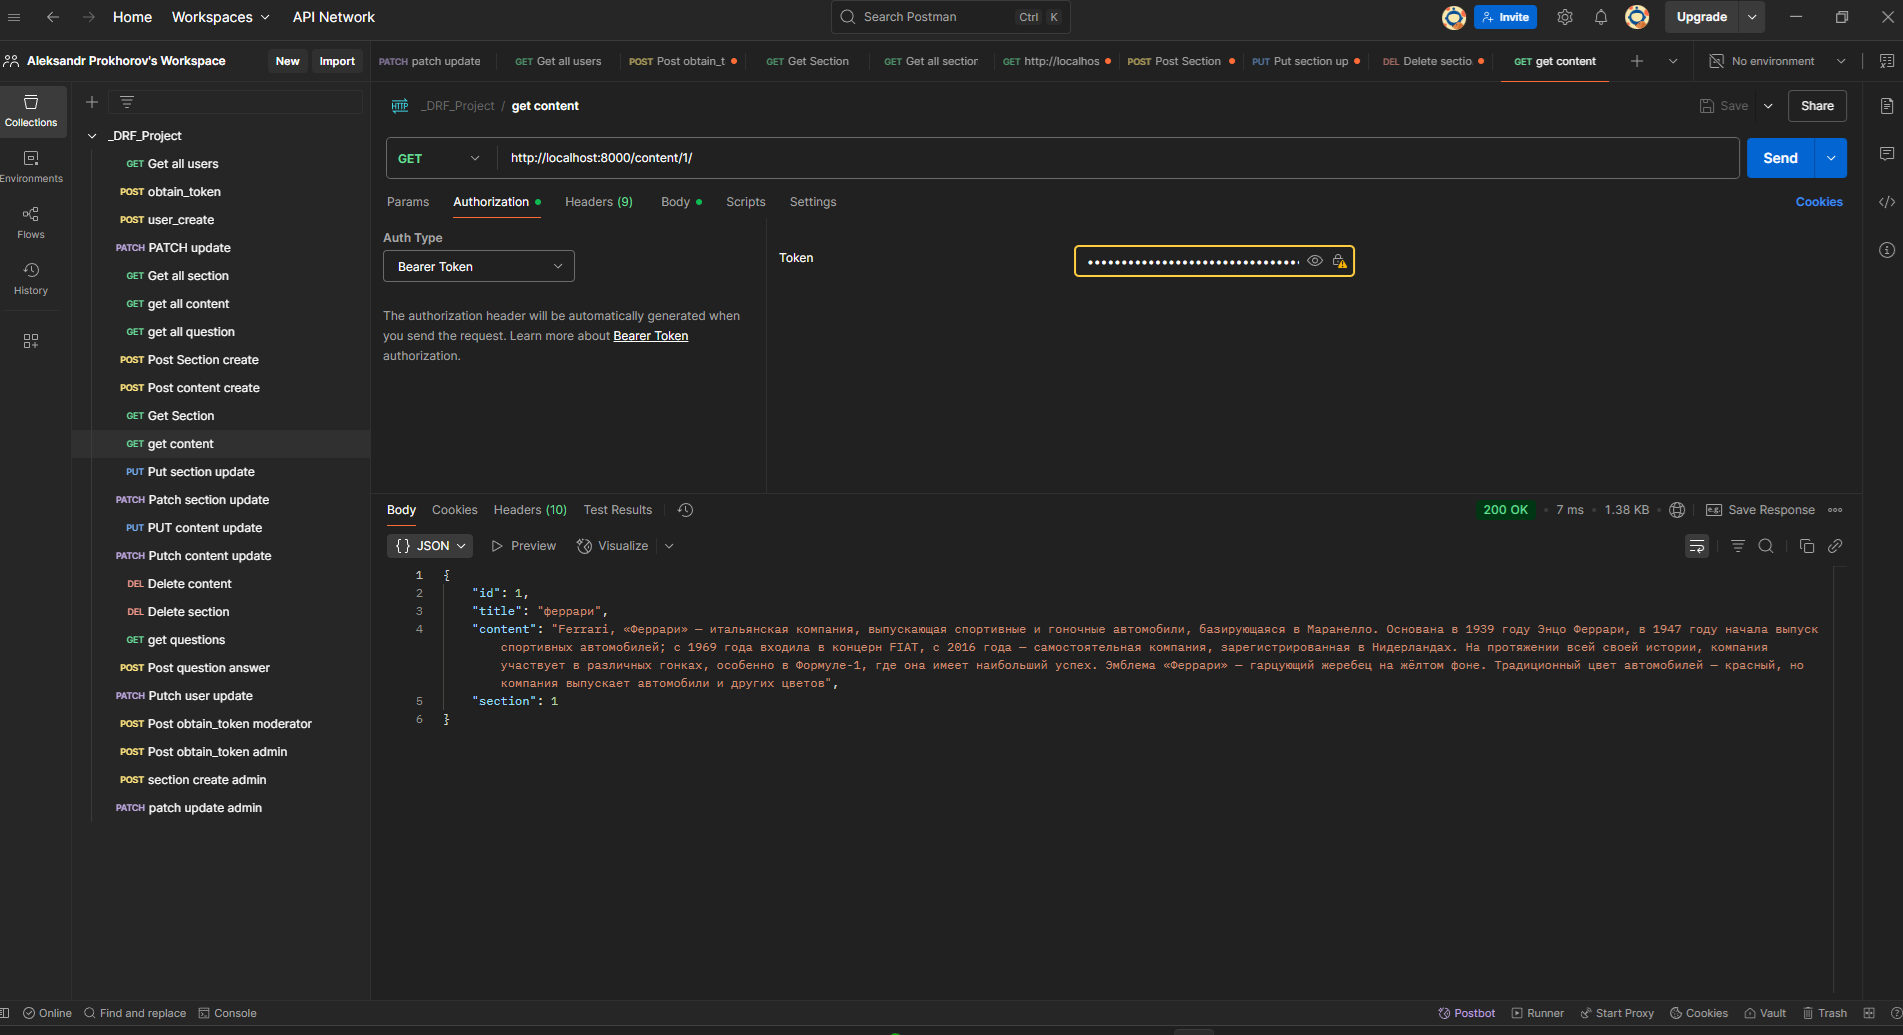 Home Workspaces API Network Search Postman Ctrl K Invite Upgrade
Aleksandr Prokhorov's Workspace New Import PATCH patch update GET Get all users POST Post obtain_t GET Get Section GET Get all section GET http://localhos POST Post Section PUT Put section up DEL Delete sectio GET get content No environment
Collections
Environments
Flows
History
_DRF_Project
GET Get all users
POST obtain_token
POST user_create
PATCH PATCH update
GET Get all section
GET get all content
GET get all question
POST Post Section create
POST Post content create
GET Get Section
GET get content
PUT Put section update
PATCH Patch section update
PUT PUT content update
PATCH Putch content update
DEL Delete content
DEL Delete section
GET get questions
POST Post question answer
PATCH Putch user update
POST Post obtain_token moderator
POST Post obtain_token admin
POST section create admin
PATCH patch update admin
HTTP _DRF_Project / get content Save Share
GET http://localhost:8000/content/1/ Send
Params Authorization Headers (9) Body Scripts Settings Cookies
Auth Type
Bearer Token
The authorization header will be automatically generated when
you send the request. Learn more about Bearer Token
authorization.
Token
Body Cookies Headers (10) Test Results 200 OK 7 ms 1.38 KB e.g. Save Response
{} JSON Preview Visualize
1 {
2 "id": 1,
3 "title": "феррари",
4 "content": "Ferrari, «Феррари» — итальянская компания, выпускающая спортивные и гоночные автомобили, базирующаяся в Маранелло. Основана в 1939 году Энцо Феррари, в 1947 году начала выпуск
спортивных автомобилей; с 1969 года входила в концерн FIAT, с 2016 года — самостоятельная компания, зарегистрированная в Нидерландах. На протяжении всей своей истории, компания
участвует в различных гонках, особенно в Формуле-1, где она имеет наибольший успех. Эмблема «Феррари» — гарцующий жеребец на жёлтом фоне. Традиционный цвет автомобилей — красный, но
компания выпускает автомобили и других цветов",
5 "section": 1
6 }
Online Find and replace Console Postbot Runner Start Proxy Cookies Vault Trash